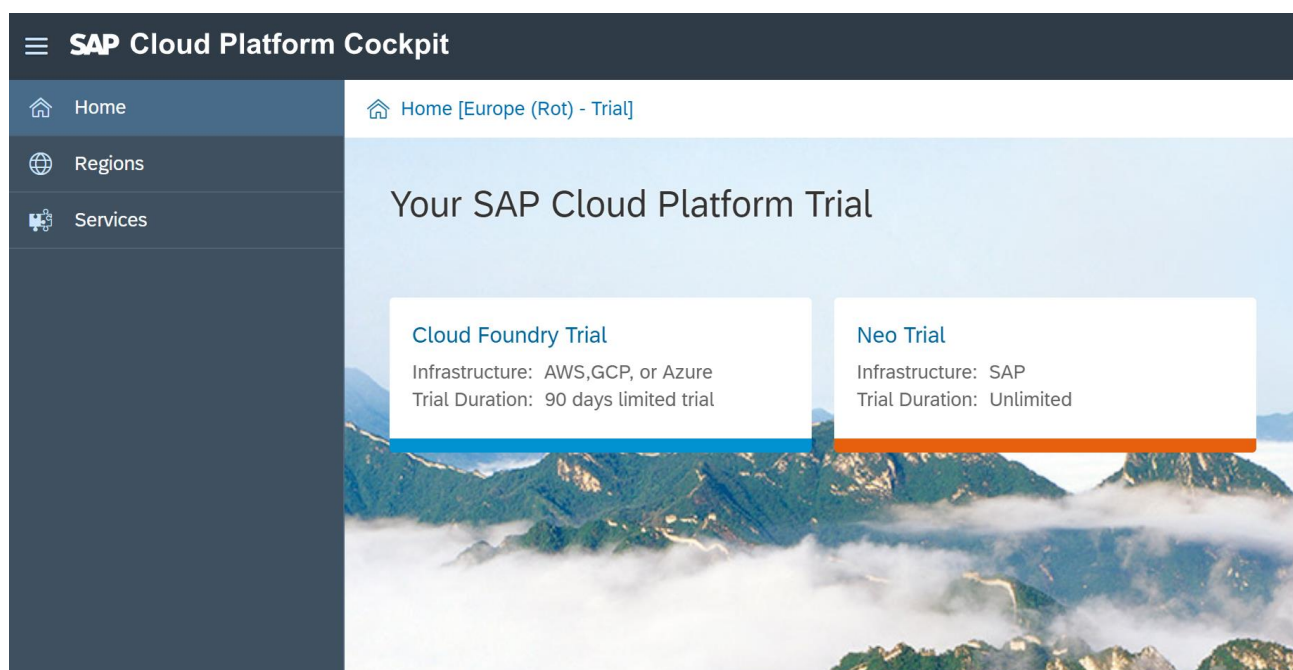 SAP Cloud Platform Cockpit
Home
Regions
Services
Home [Europe (Rot) - Trial]
Your SAP Cloud Platform Trial
Cloud Foundry Trial
Infrastructure: AWS,GCP, or Azure
Trial Duration: 90 days limited trial
Neo Trial
Infrastructure: SAP
Trial Duration: Unlimited